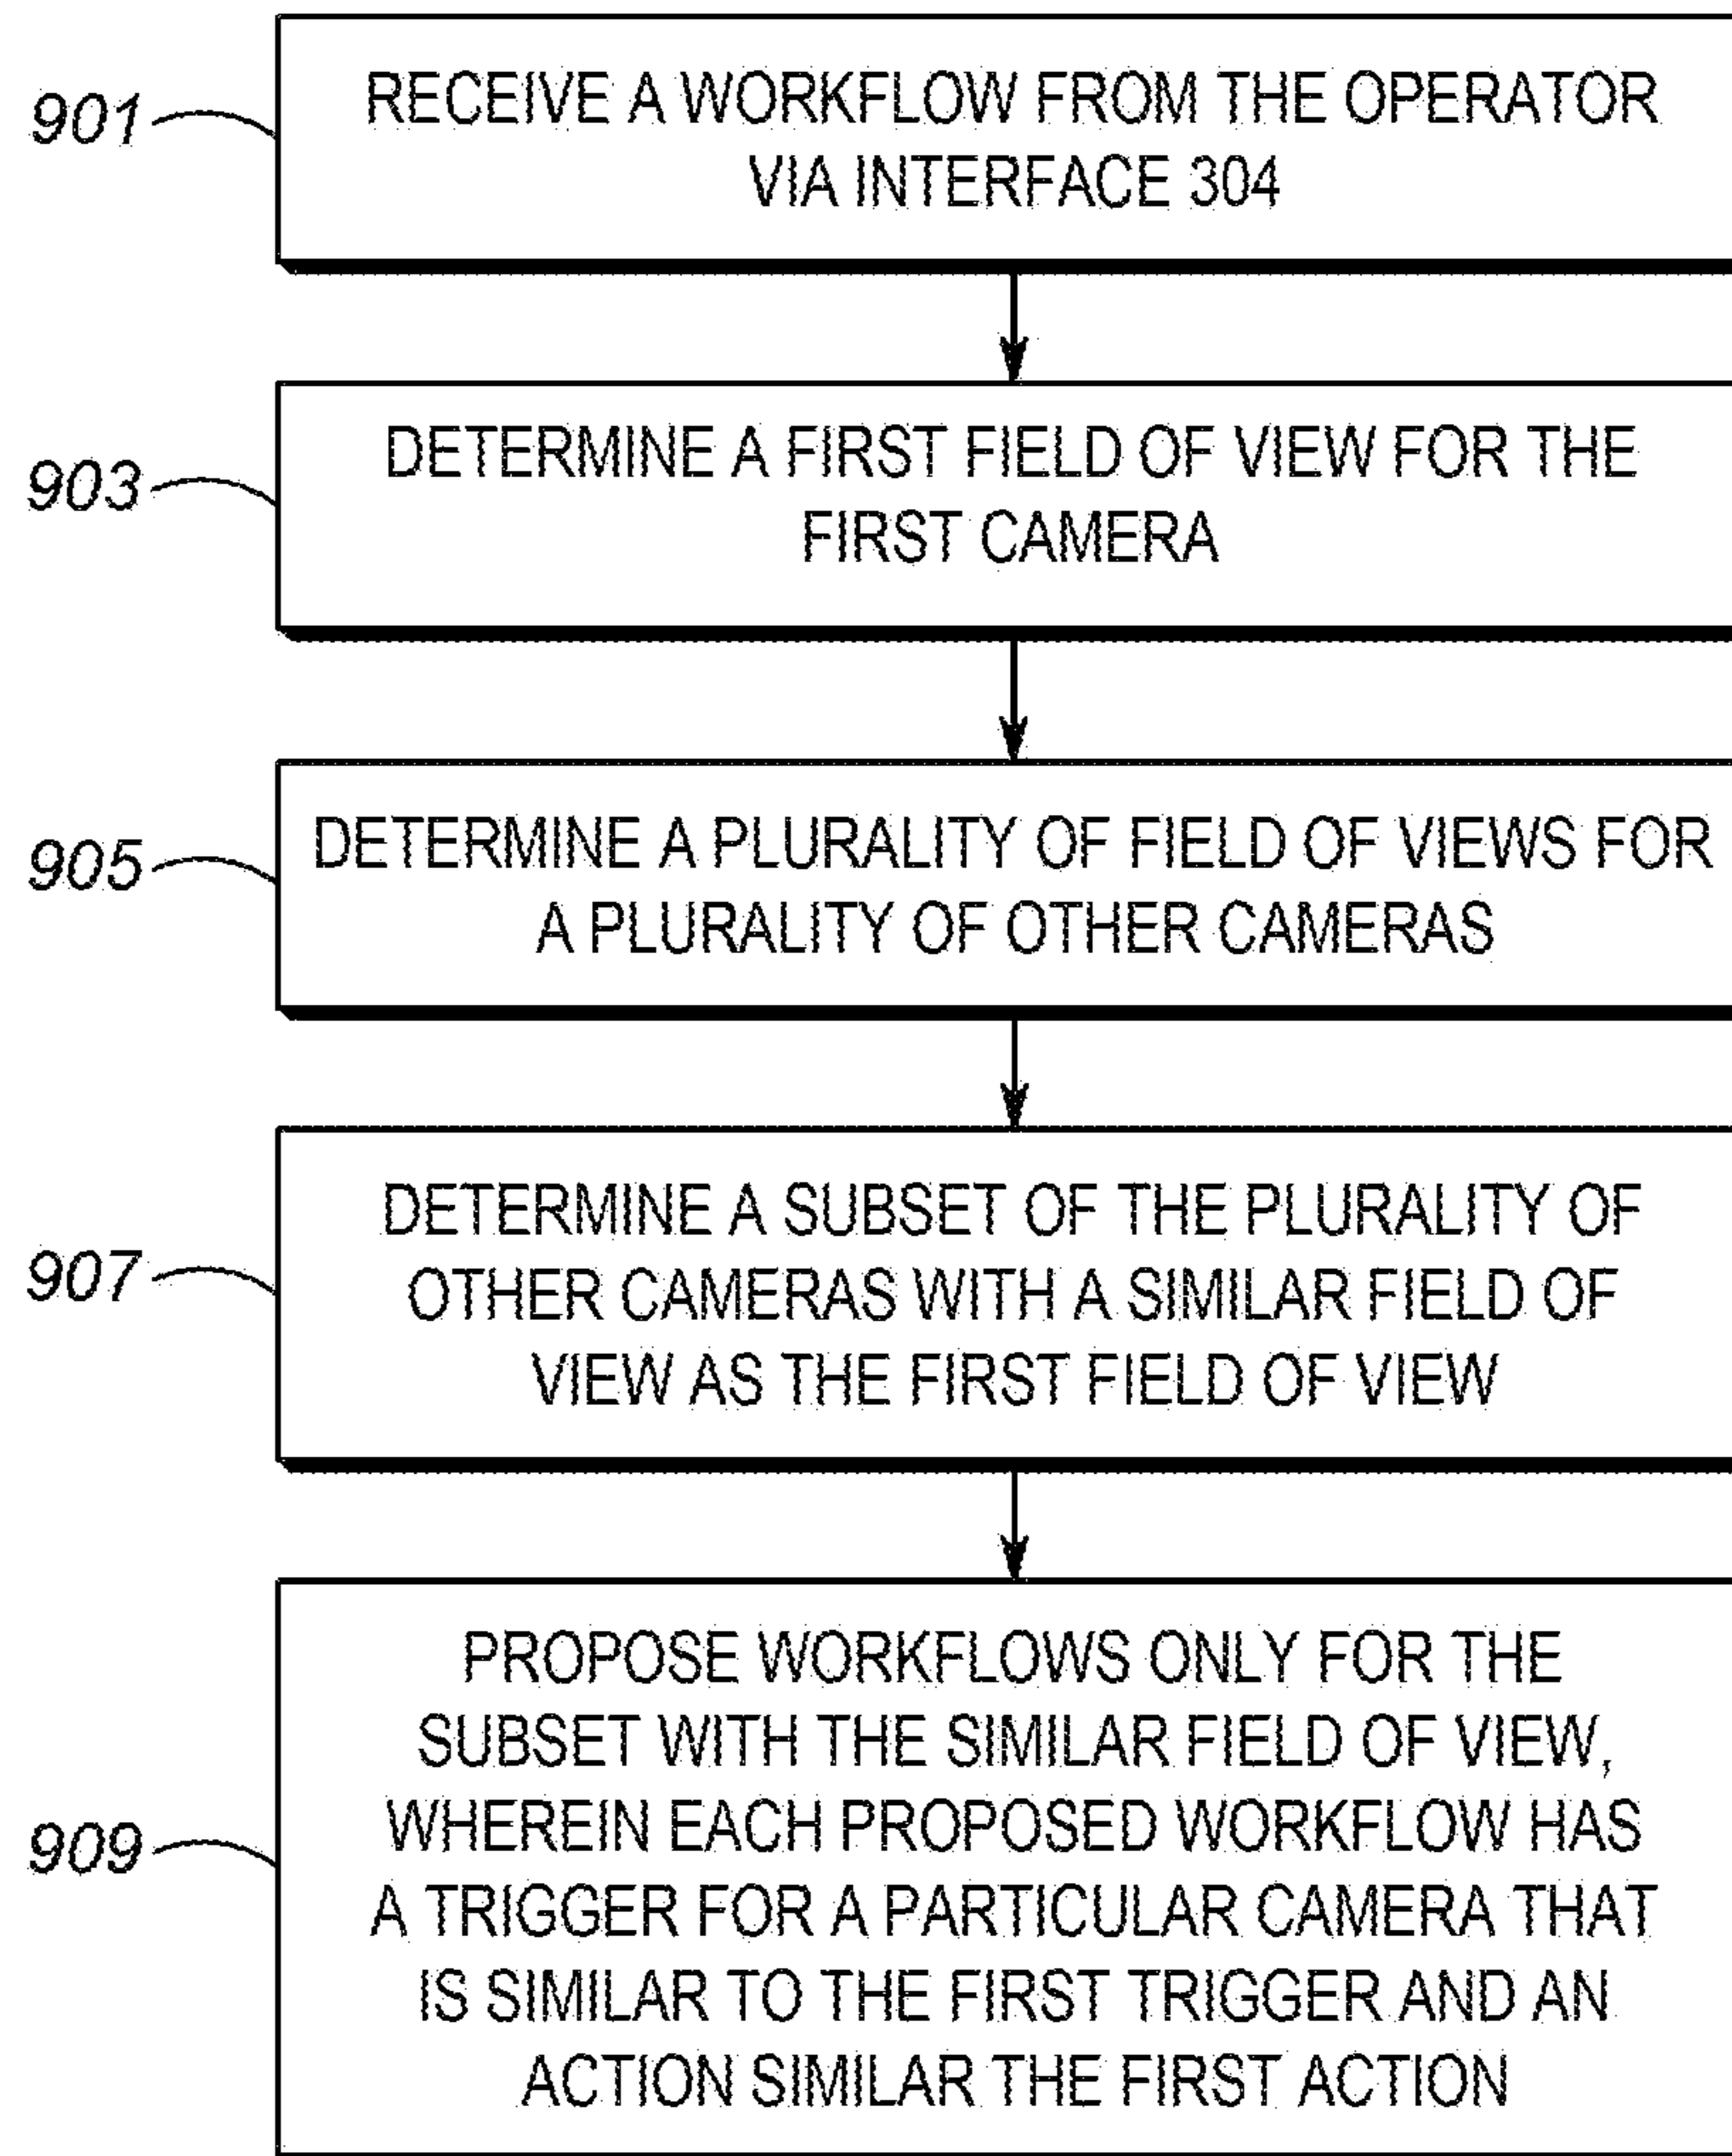 901
RECEIVE A WORKFLOW FROM THE OPERATOR
VIA INTERFACE 304
903
DETERMINE A FIRST FIELD OF VIEW FOR THE
FIRST CAMERA
905
DETERMINE A PLURALITY OF FIELD OF VIEWS FOR
A PLURALITY OF OTHER CAMERAS
907
DETERMINE A SUBSET OF THE PLURALITY OF
OTHER CAMERAS WITH A SIMILAR FIELD OF
VIEW AS THE FIRST FIELD OF VIEW
909
PROPOSE WORKFLOWS ONLY FOR THE
SUBSET WITH THE SIMILAR FIELD OF VIEW,
WHEREIN EACH PROPOSED WORKFLOW HAS
A TRIGGER FOR A PARTICULAR CAMERA THAT
IS SIMILAR TO THE FIRST TRIGGER AND AN
ACTION SIMILAR THE FIRST ACTION